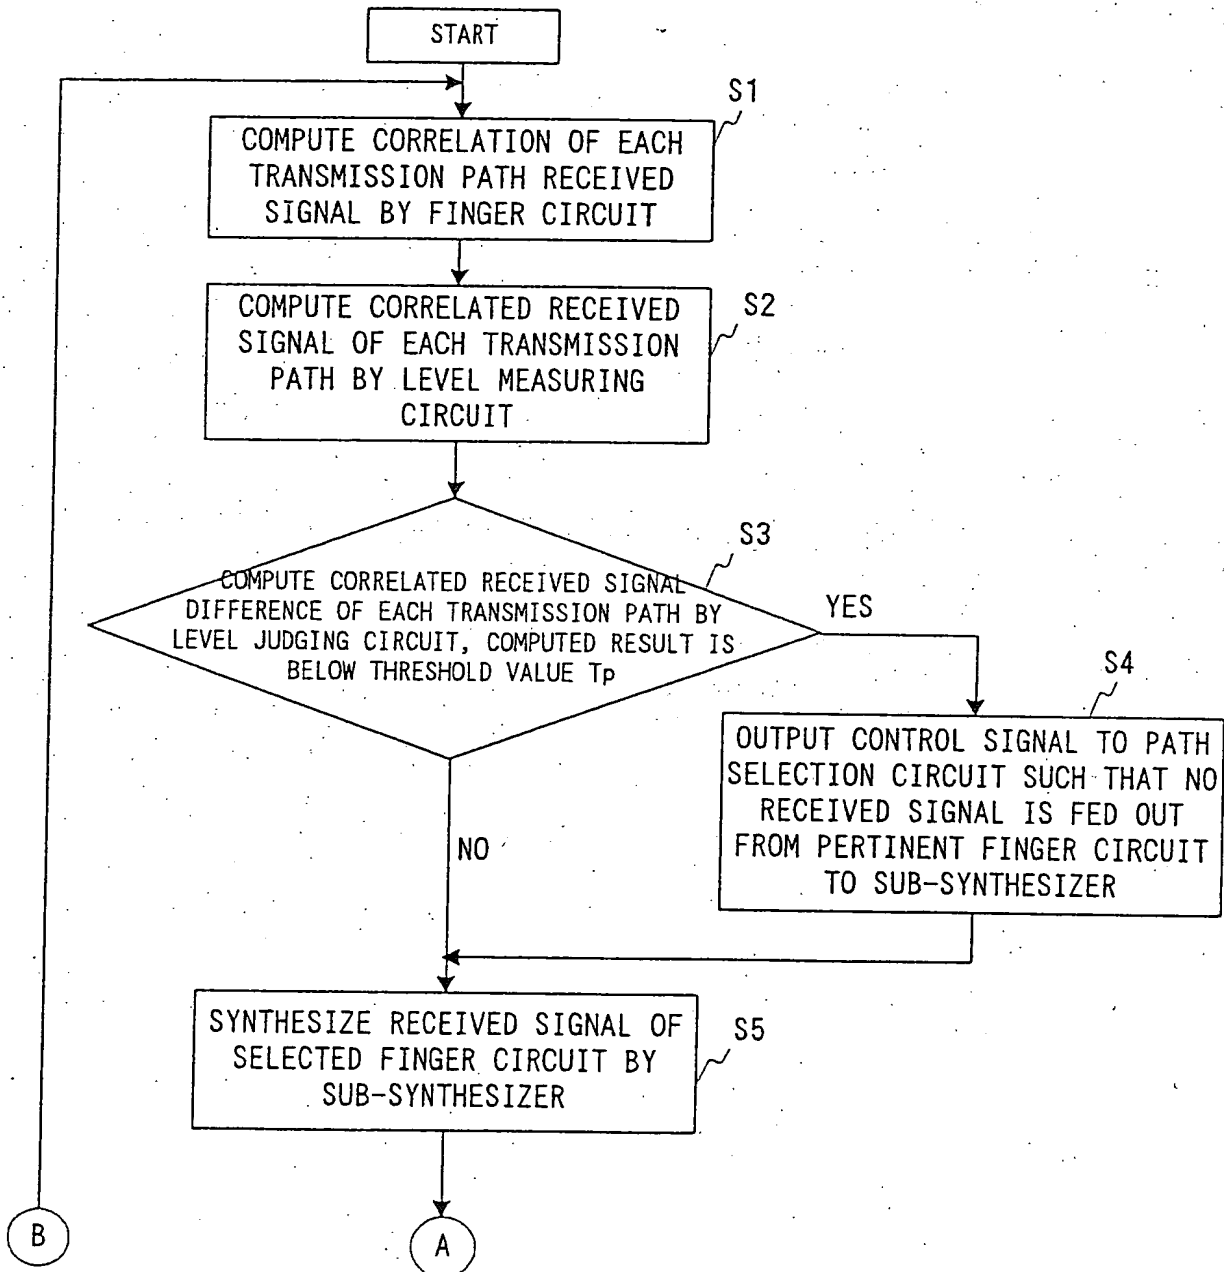 START
S1
COMPUTE CORRELATION OF EACH
TRANSMISSION PATH RECEIVED
SIGNAL BY FINGER CIRCUIT
S2
COMPUTE CORRELATED RECEIVED
SIGNAL OF EACH TRANSMISSION
PATH BY LEVEL MEASURING
CIRCUIT
S3
COMPUTE CORRELATED RECEIVED SIGNAL
DIFFERENCE OF EACH TRANSMISSION PATH BY
LEVEL JUDGING CIRCUIT, COMPUTED RESULT IS
BELOW THRESHOLD VALUE Tp
YES
S4
OUTPUT CONTROL SIGNAL TO PATH
SELECTION CIRCUIT SUCH THAT NO
RECEIVED SIGNAL IS FED OUT
FROM PERTINENT FINGER CIRCUIT
TO SUB-SYNTHESIZER
NO
S5
SYNTHESIZE RECEIVED SIGNAL OF
SELECTED FINGER CIRCUIT BY
SUB-SYNTHESIZER
B
A